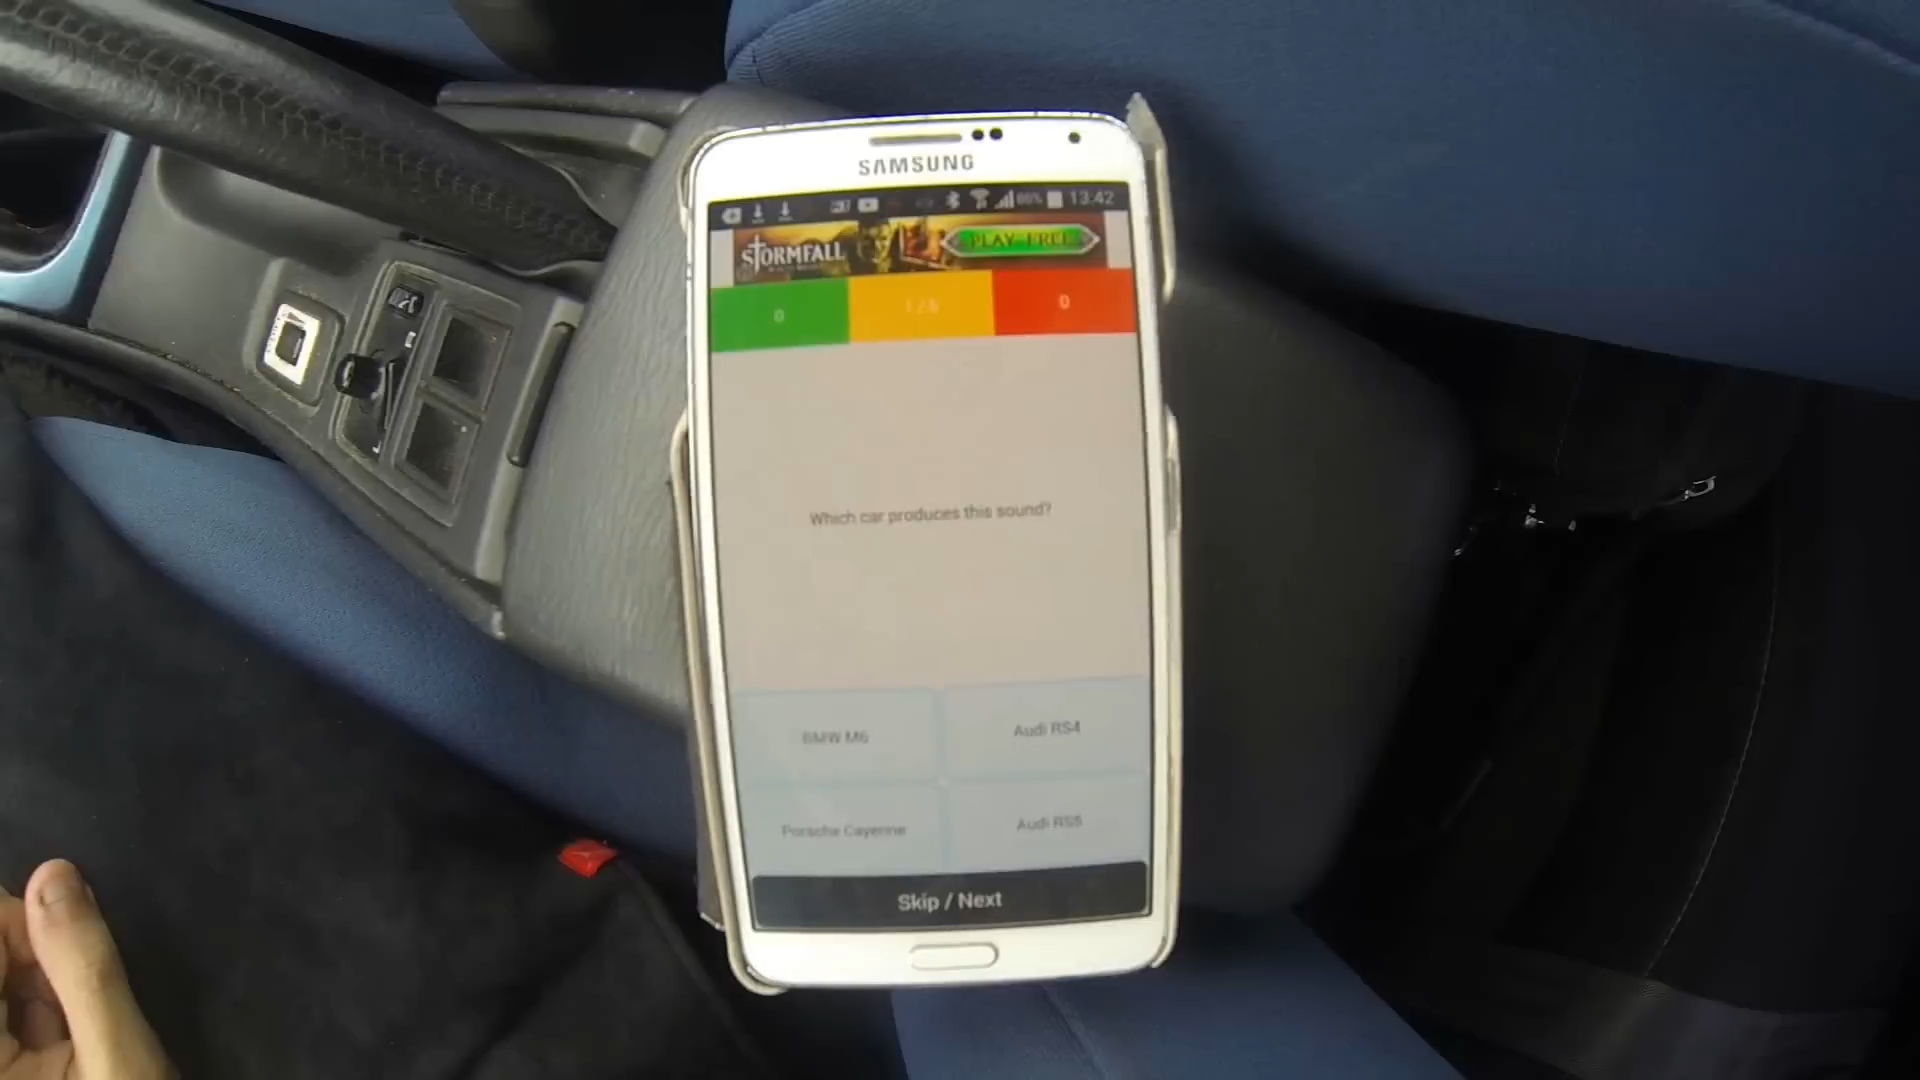 SAMSUNG
86% 13:42
STORMFALL
PLAY FREE
0
0
Which car produces this sound?
BMW M6
Audi RS4
Porsche Cayenne
Audi RS5
Skip / Next